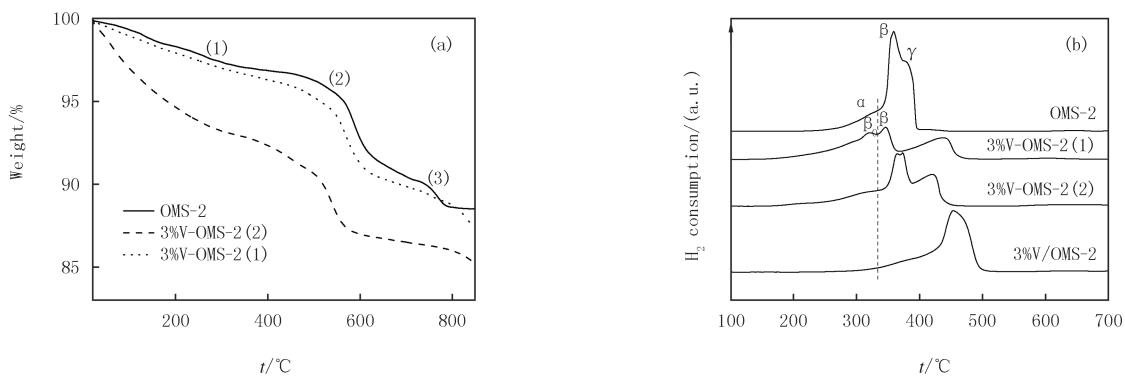 100
95
90
85
Weight/%
(a)
(1)
(2)
(3)
OMS-2
3%V-OMS-2(2)
3%V-OMS-2(1)
200 400 600 800
t/℃
H₂ consumption/(a.u.)
(b)
β
γ
α
OMS-2
β β
3%V-OMS-2(1)
3%V-OMS-2(2)
3%V/OMS-2
100 200 300 400 500 600 700
t/℃